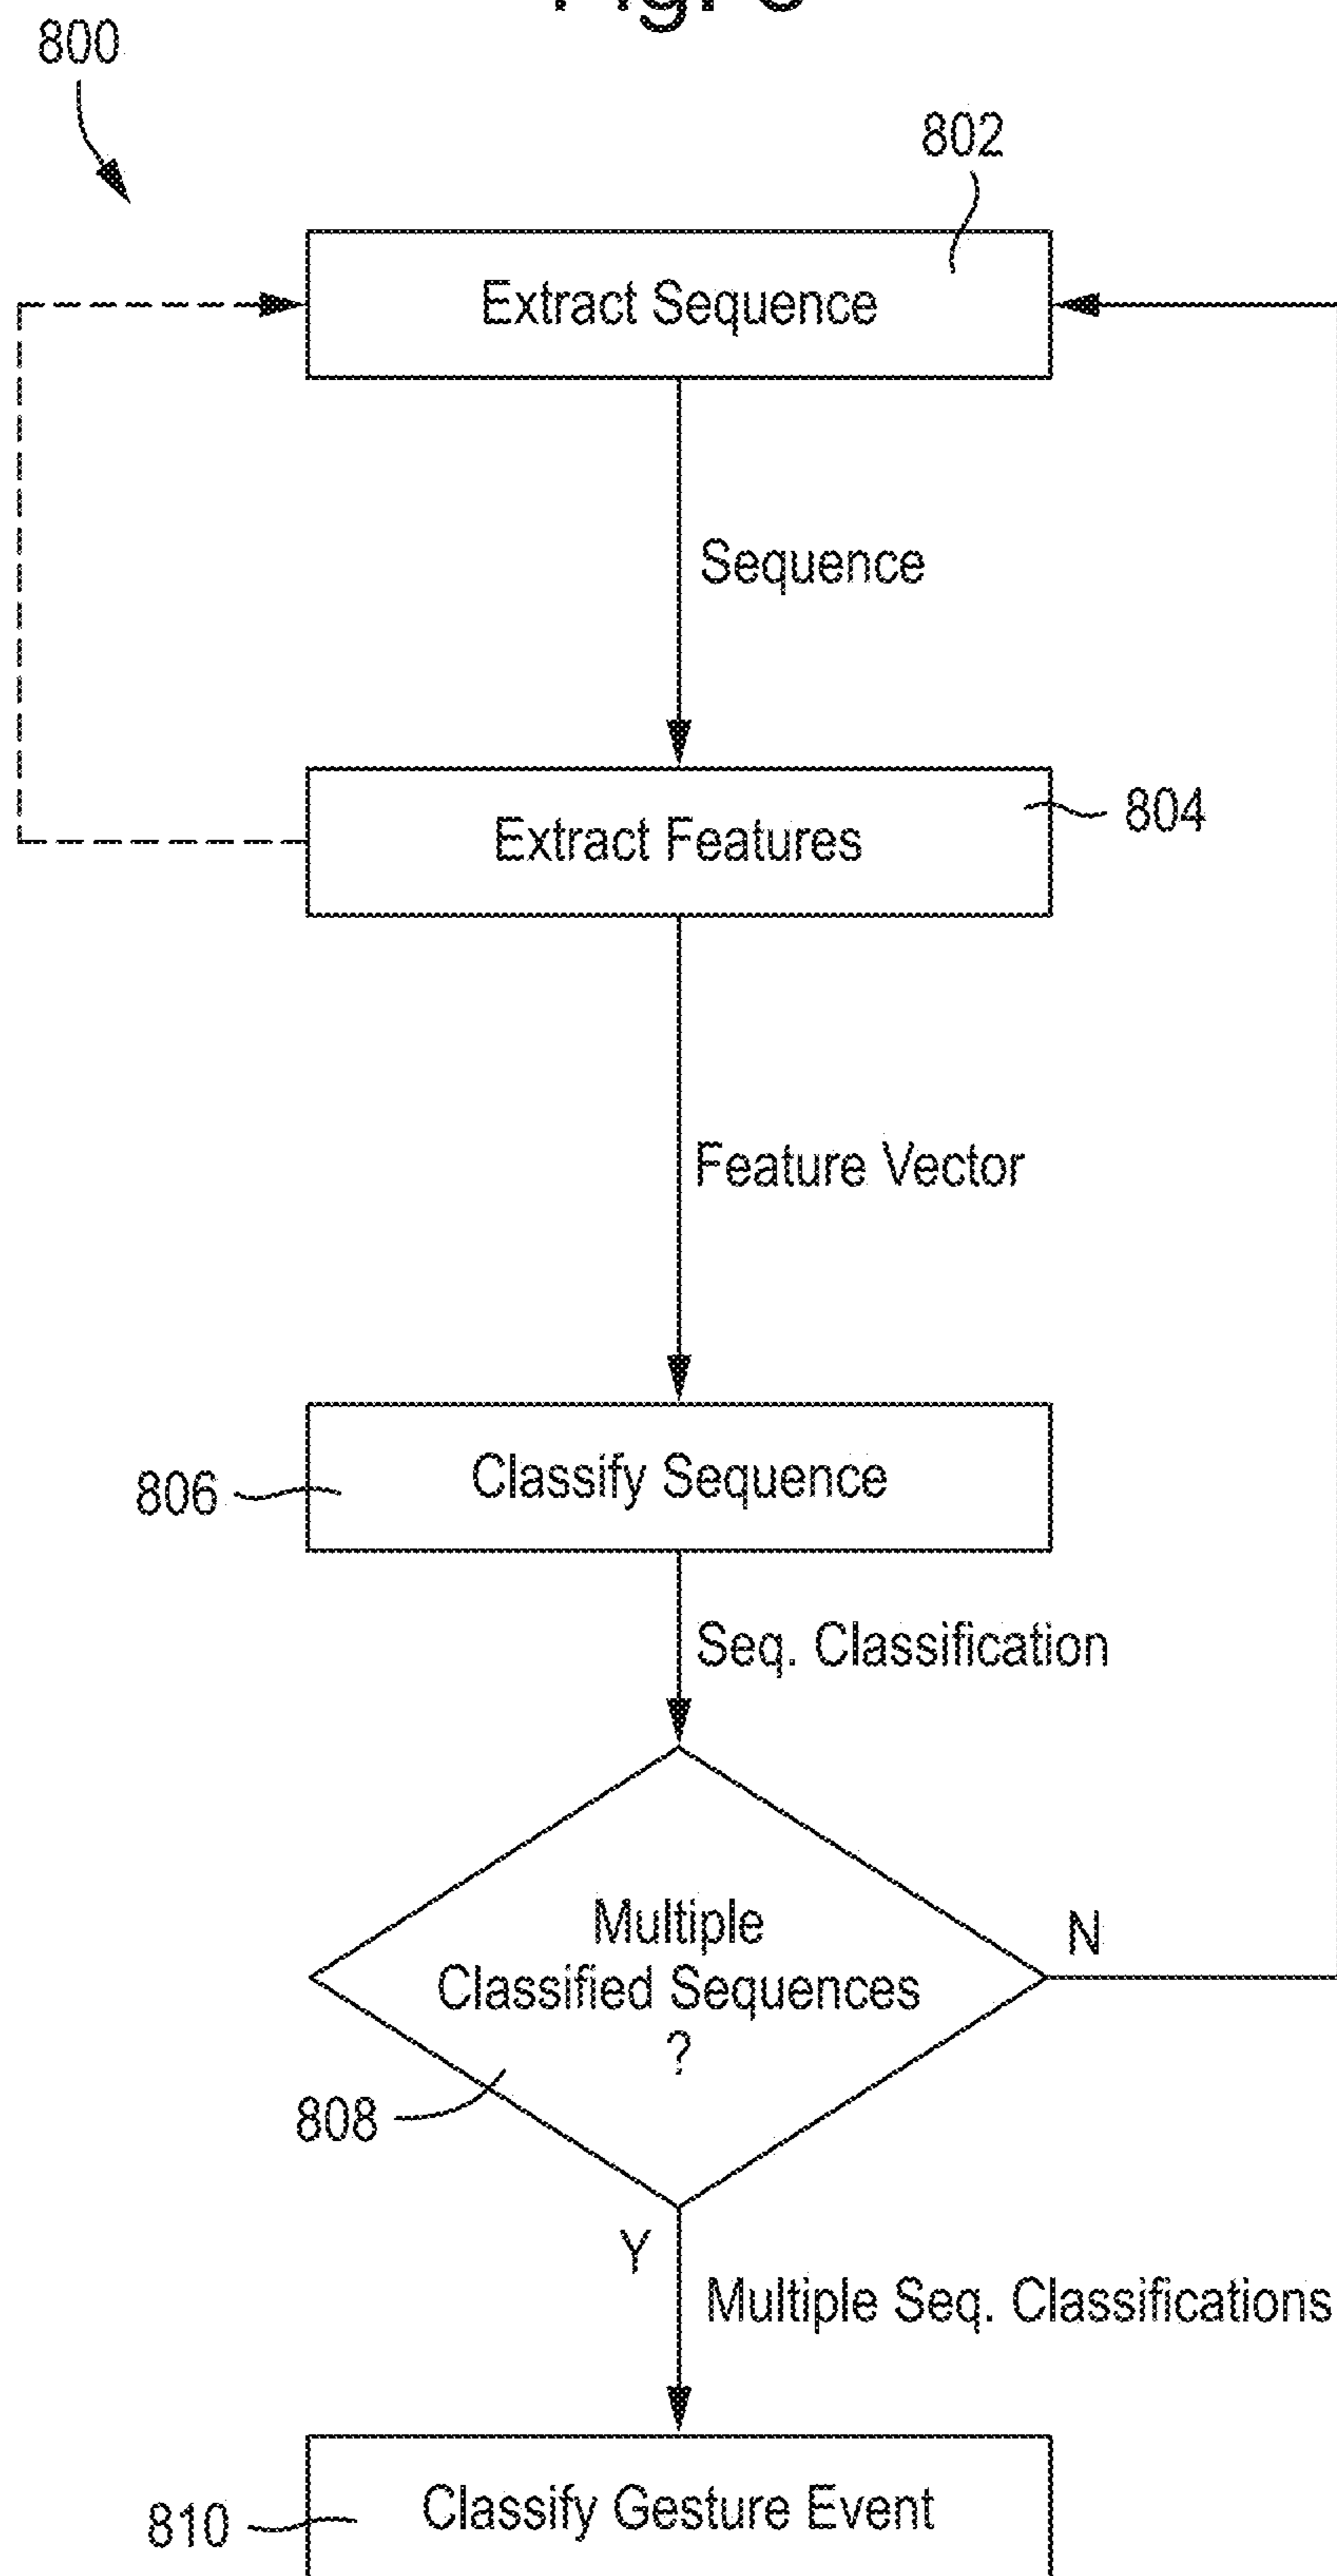 800
802
Extract Sequence
Sequence
Extract Features
804
Feature Vector
Classify Sequence
806
Seq. Classification
Multiple
Classified Sequences
?
N
808
Y
Multiple Seq. Classifications
Classify Gesture Event
810